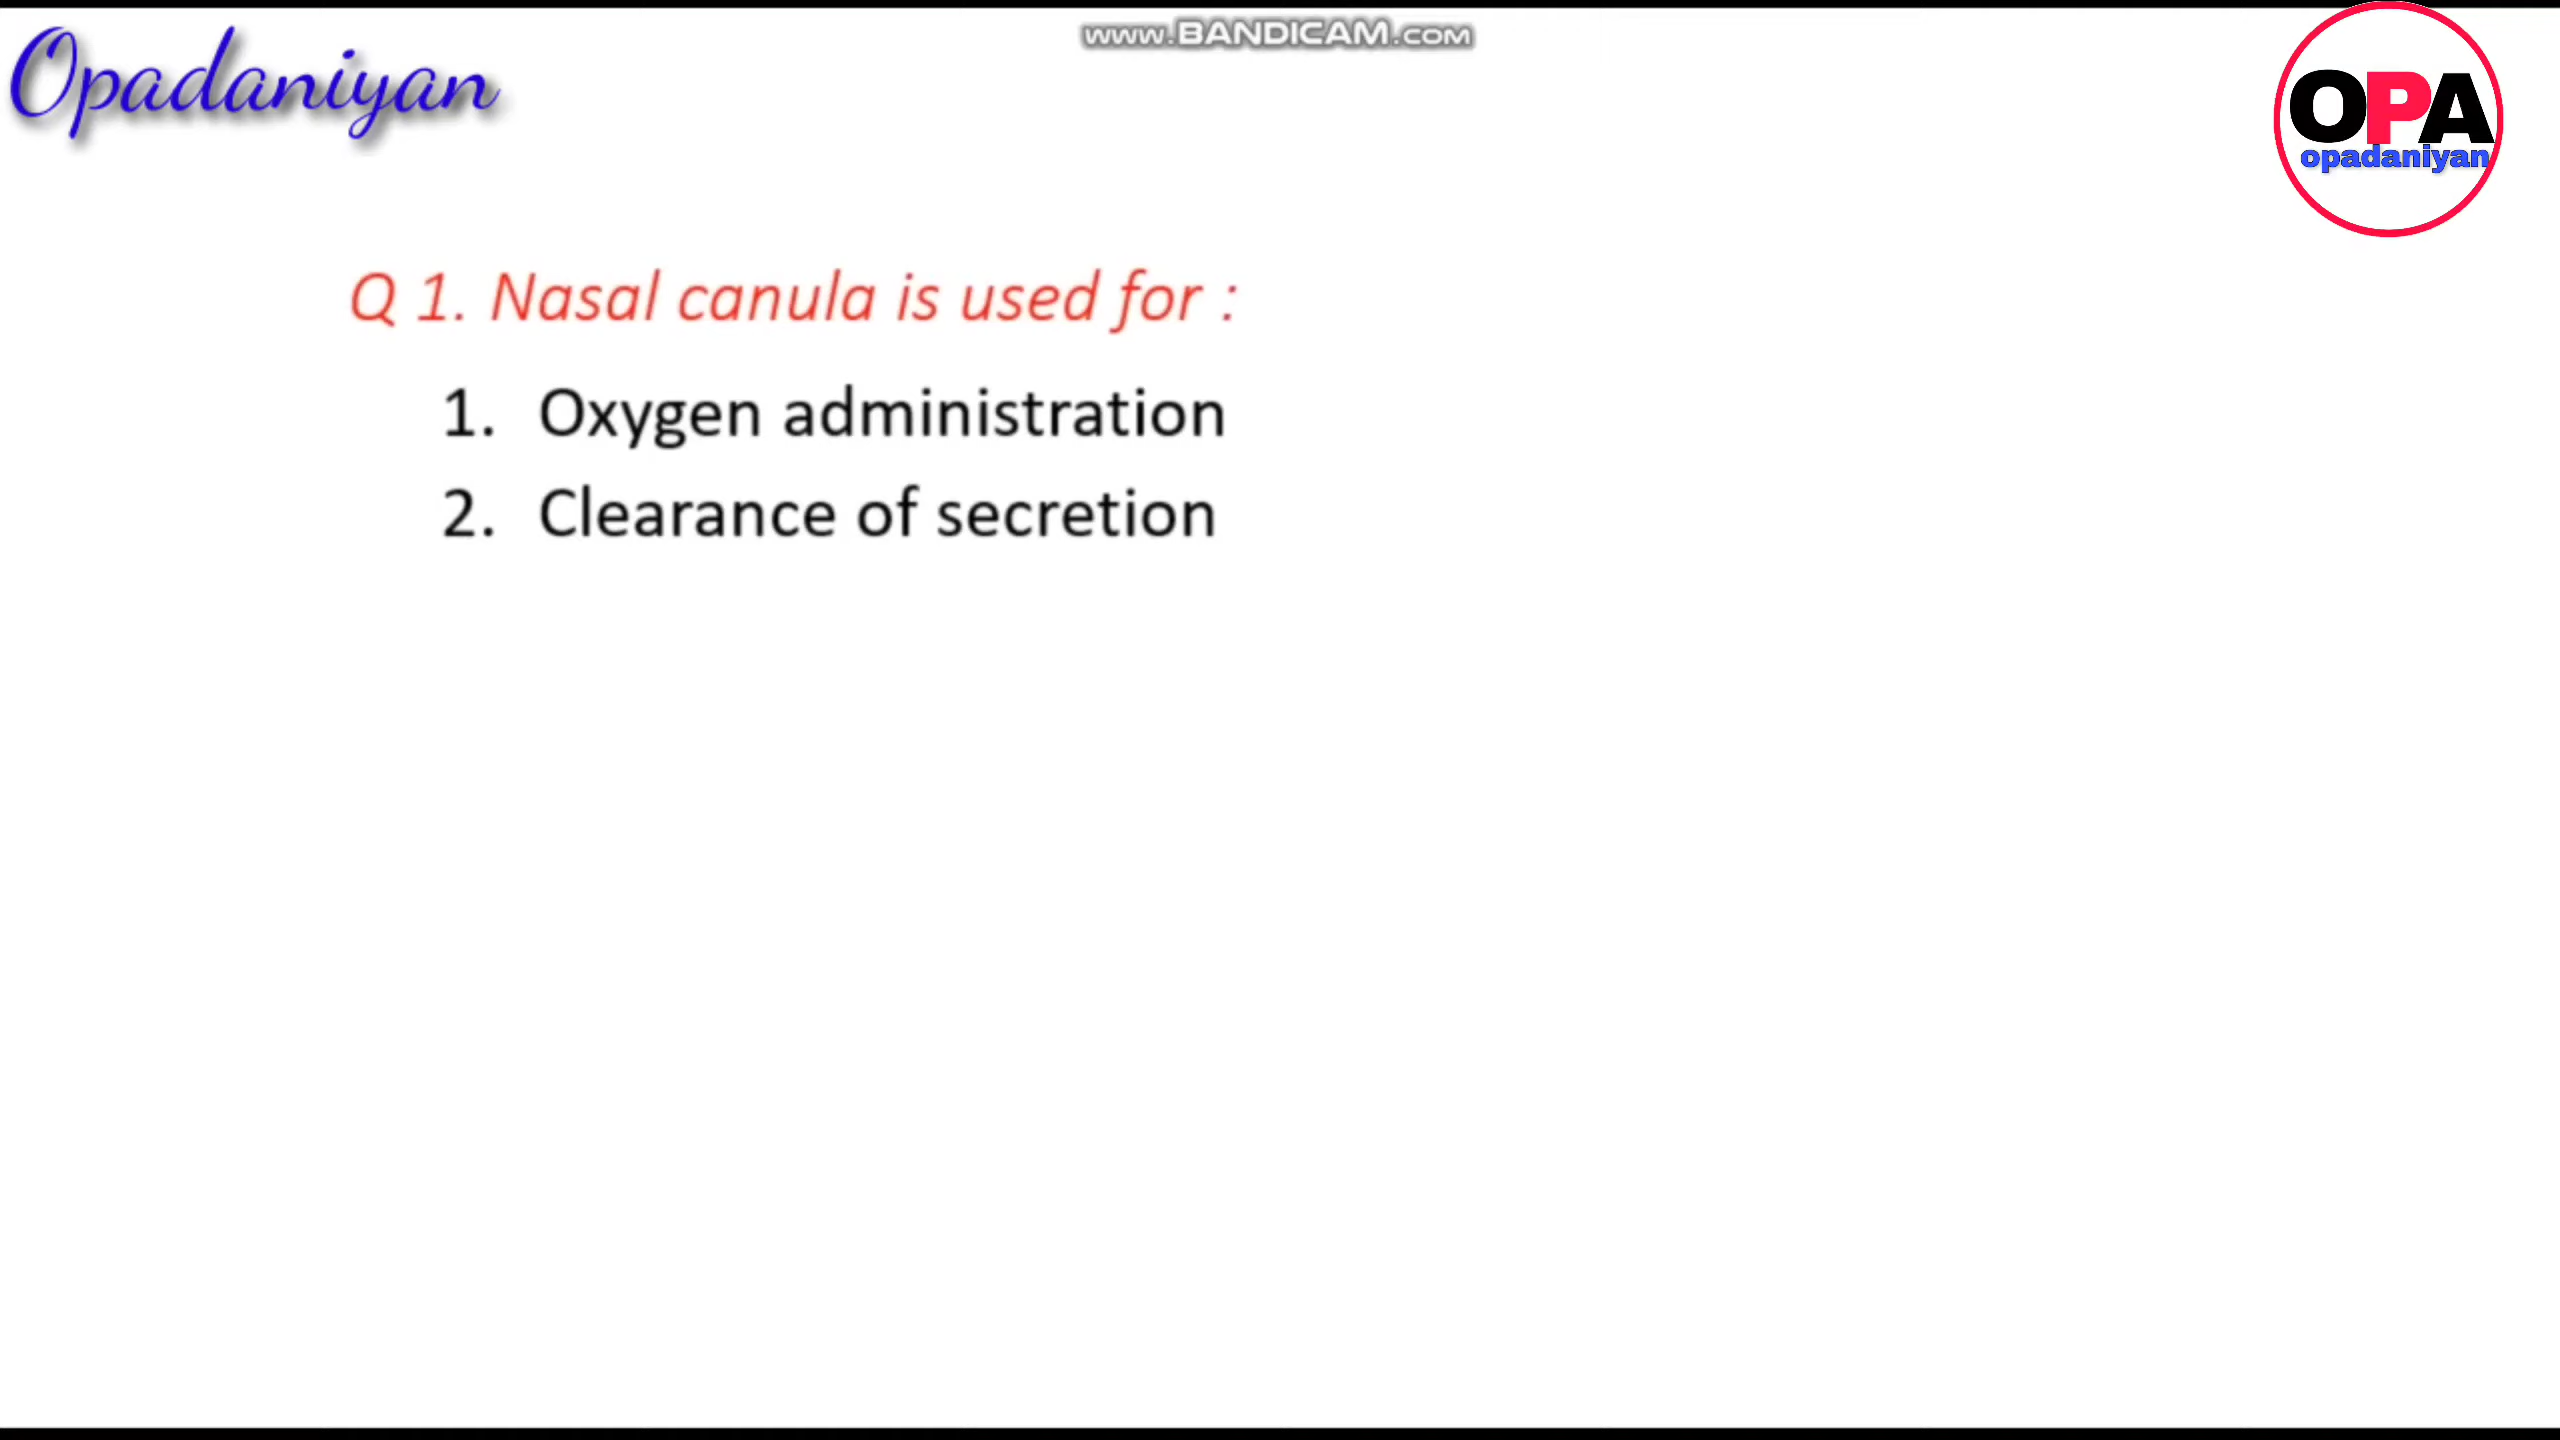 www.BANDICAM.com
Opadaniyan
OPA
opadaniyan
Q 1. Nasal canula is used for :
1. Oxygen administration
2. Clearance of secretion